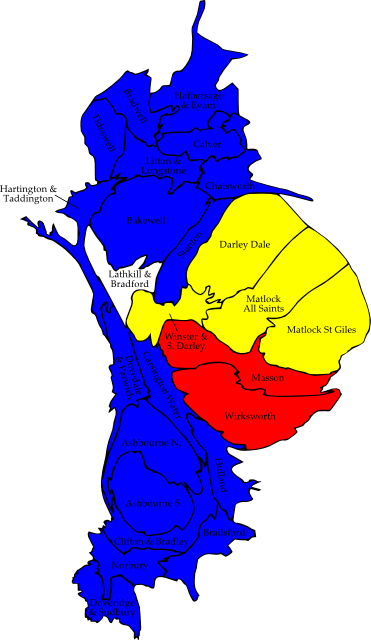 Hathersage
& Eyam
Bradwell
Tideswell
Calver
Litton &
Longstone
Chatsworth
Hartington &
Taddington
Bakewell
Stanton
Darley Dale
Lathkill &
Bradford
Matlock
All Saints
Matlock St Giles
Winster &
S. Darley
Masson
Dovedale
& Parwich
Carsington Water
Wirksworth
Ashbourne N
Hulland
Ashbourne S
Brailsford
Clifton & Bradley
Norbury
Doveridge
& Sudbury